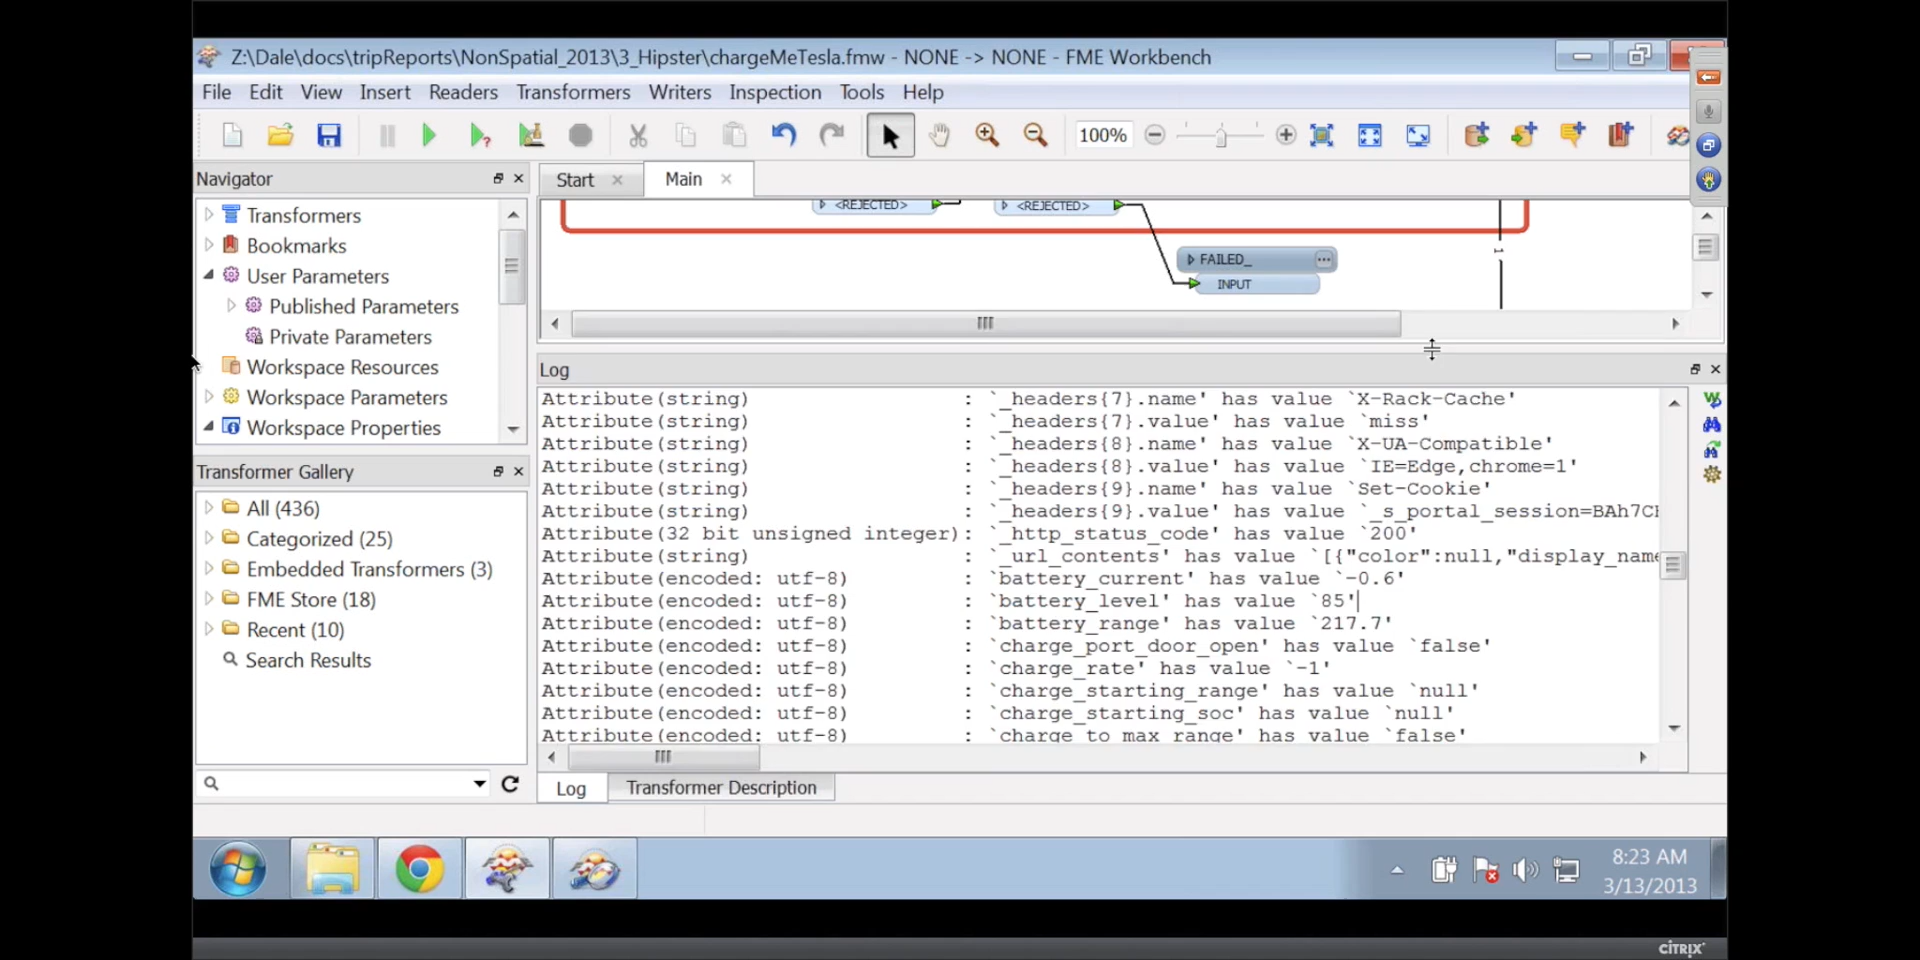 Z:\Dale\docs\tripReports\NonSpatial_2013\3_Hipster\chargeMeTesla.fmw - NONE -> NONE - FME Workbench
File Edit View Insert Readers Transformers Writers Inspection Tools Help
100%
Navigator
Start
Main
Transformers
Bookmarks
User Parameters
Published Parameters
Private Parameters
Workspace Resources
Workspace Parameters
Workspace Properties
<REJECTED>
<REJECTED>
FAILED_
INPUT
1
Transformer Gallery
All (436)
Categorized (25)
Embedded Transformers (3)
FME Store (18)
Recent (10)
Search Results
Log
Attribute(string) : `_headers{7}.name' has value `X-Rack-Cache'
Attribute(string) : `_headers{7}.value' has value `miss'
Attribute(string) : `_headers{8}.name' has value `X-UA-Compatible'
Attribute(string) : `_headers{8}.value' has value `IE=Edge,chrome=1'
Attribute(string) : `_headers{9}.name' has value `Set-Cookie'
Attribute(string) : `_headers{9}.value' has value `_s_portal_session=BAh7CH
Attribute(32 bit unsigned integer): `_http_status_code' has value `200'
Attribute(string) : `_url_contents' has value `[{"color":null,"display_name
Attribute(encoded: utf-8) : `battery_current' has value `-0.6'
Attribute(encoded: utf-8) : `battery_level' has value `85'
Attribute(encoded: utf-8) : `battery_range' has value `217.7'
Attribute(encoded: utf-8) : `charge_port_door_open' has value `false'
Attribute(encoded: utf-8) : `charge_rate' has value `-1'
Attribute(encoded: utf-8) : `charge_starting_range' has value `null'
Attribute(encoded: utf-8) : `charge_starting_soc' has value `null'
Attribute(encoded: utf-8) : `charge_to_max_range' has value `false'
Log
Transformer Description
8:23 AM
3/13/2013
CİTRIX